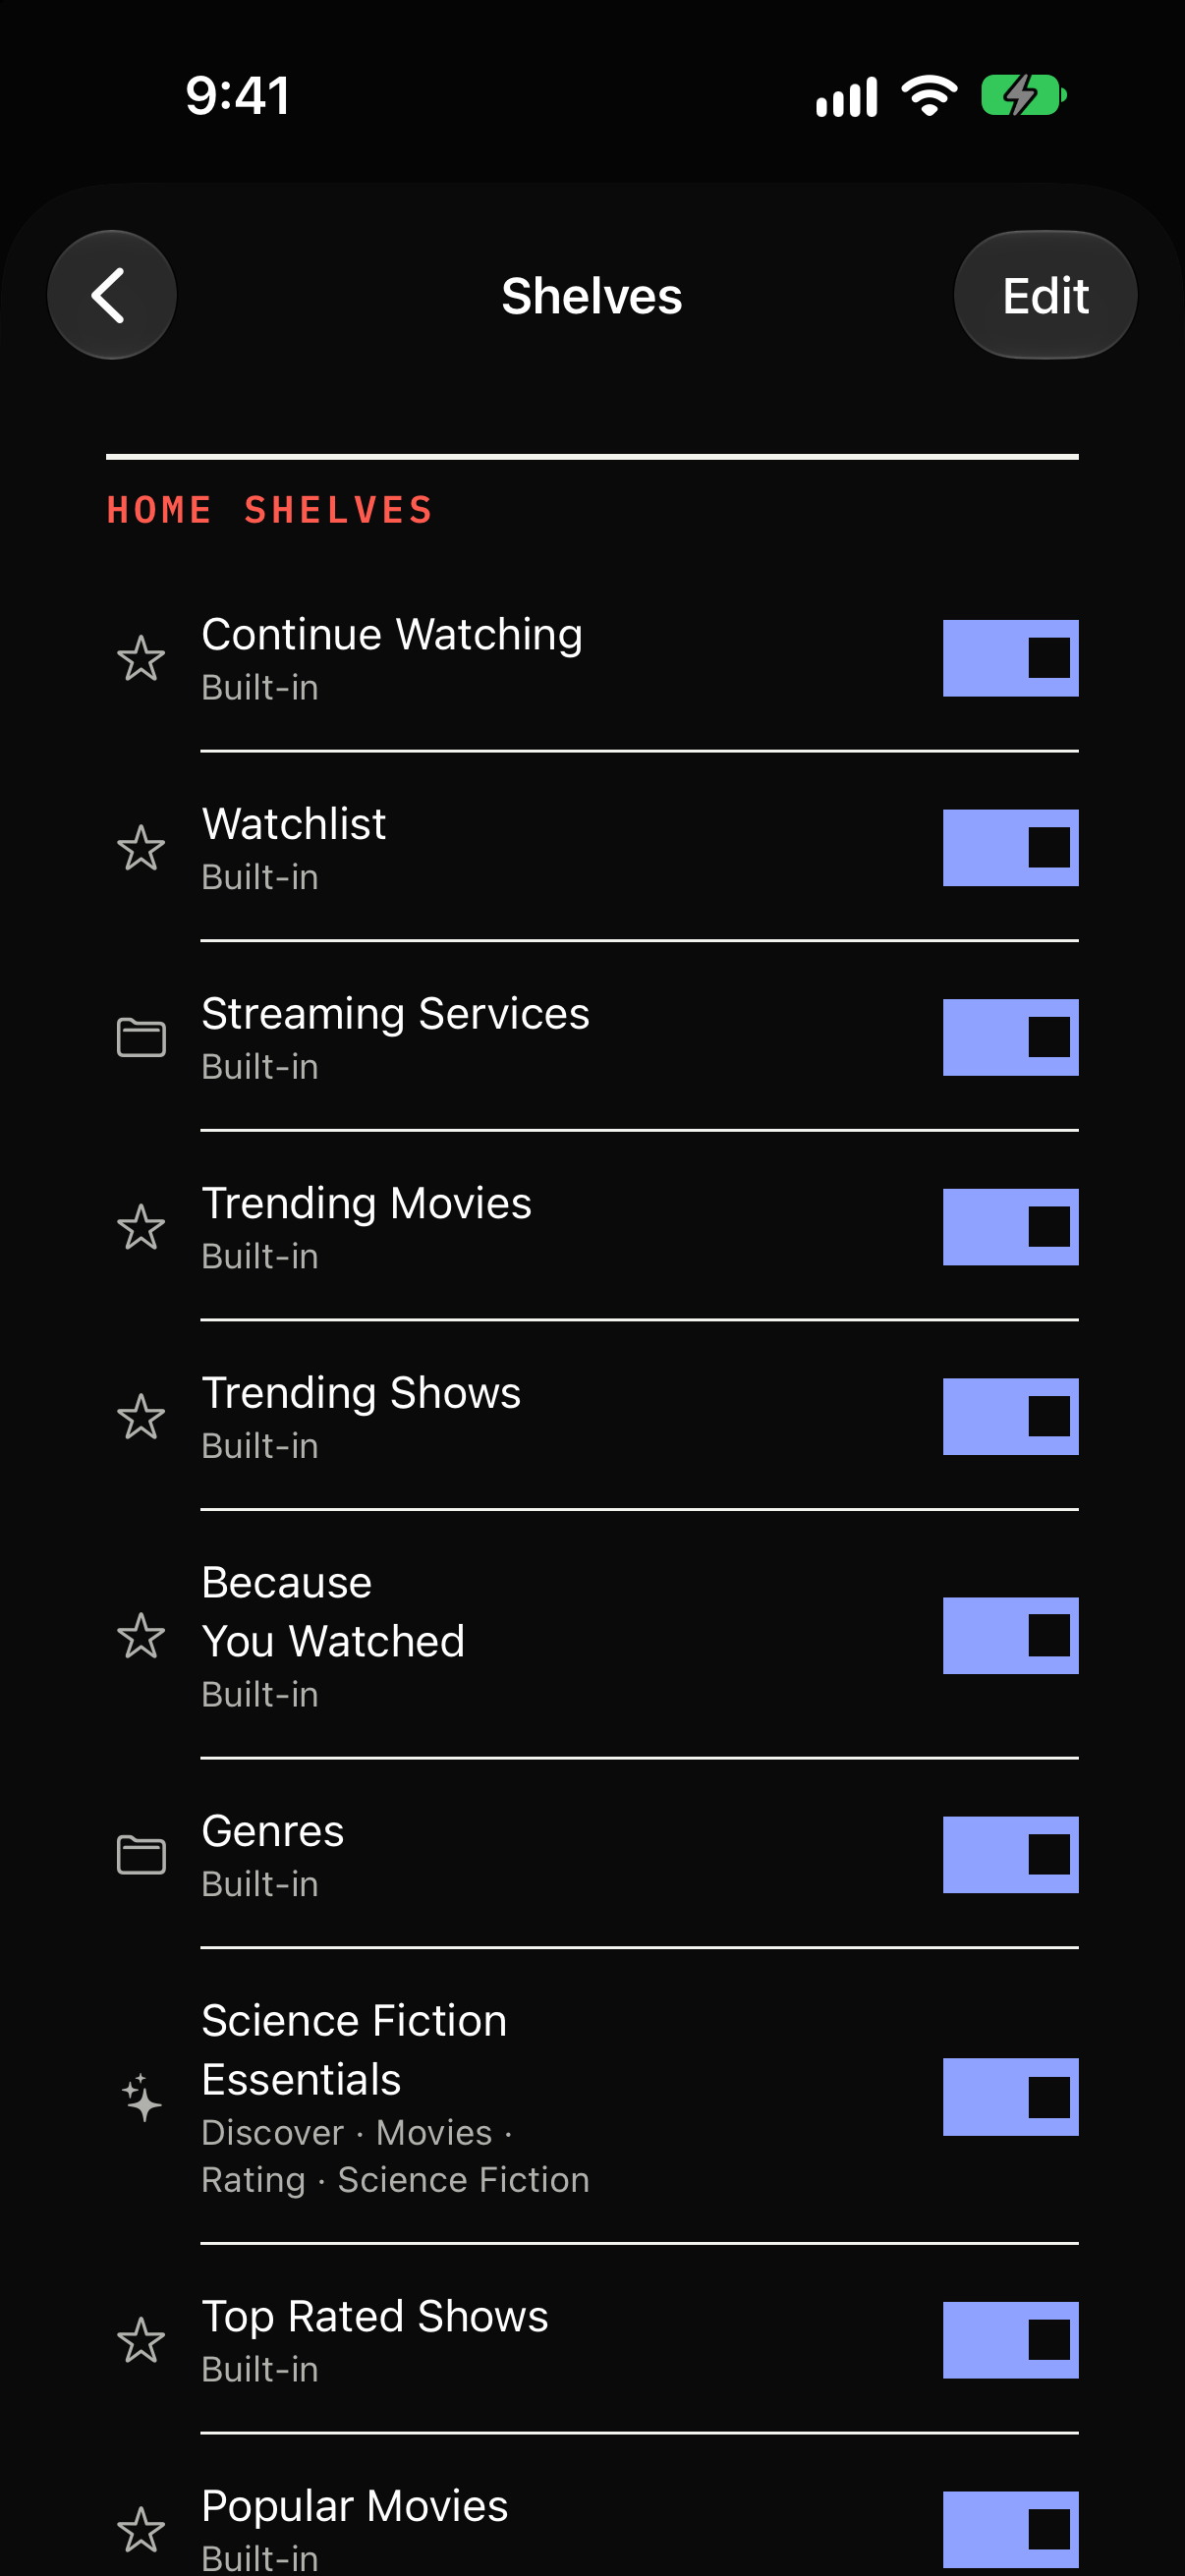 9:41
Shelves
Edit
HOME SHELVES
Continue Watching
Built-in
Watchlist
Built-in
Streaming Services
Built-in
Trending Movies
Built-in
Trending Shows
Built-in
Because
You Watched
Built-in
Genres
Built-in
Science Fiction
Essentials
Discover · Movies ·
Rating · Science Fiction
Top Rated Shows
Built-in
Popular Movies
Built-in